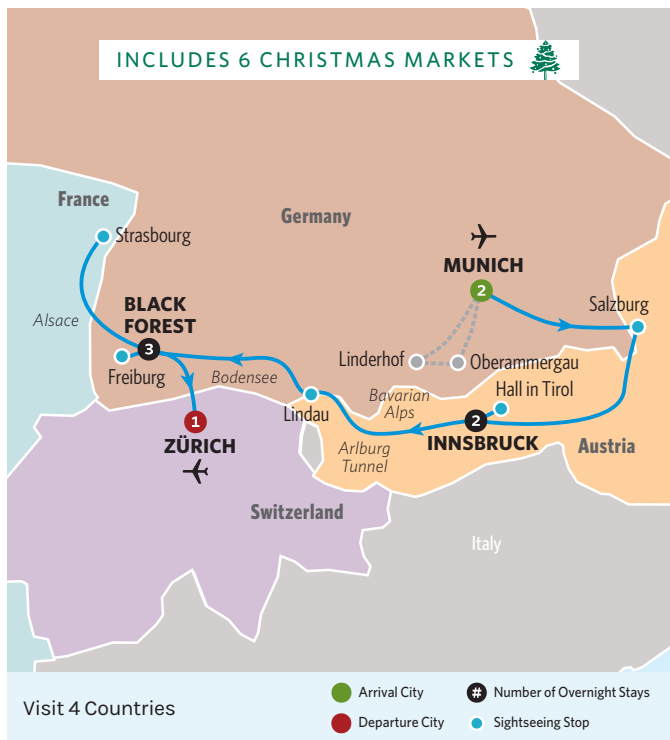 INCLUDES 6 CHRISTMAS MARKETS
France
Strasbourg
Germany
MUNICH
2
Salzburg
Alsace
BLACK
FOREST
3
Freiburg
Bodensee
Linderhof
Oberammergau
Hall in Tirol
Bavarian
Alps
Lindau
2
INNSBRUCK
Arlburg
Tunnel
Austria
1
ZÜRICH
Switzerland
Italy
Visit 4 Countries
Arrival City
# Number of Overnight Stays
Departure City
Sightseeing Stop